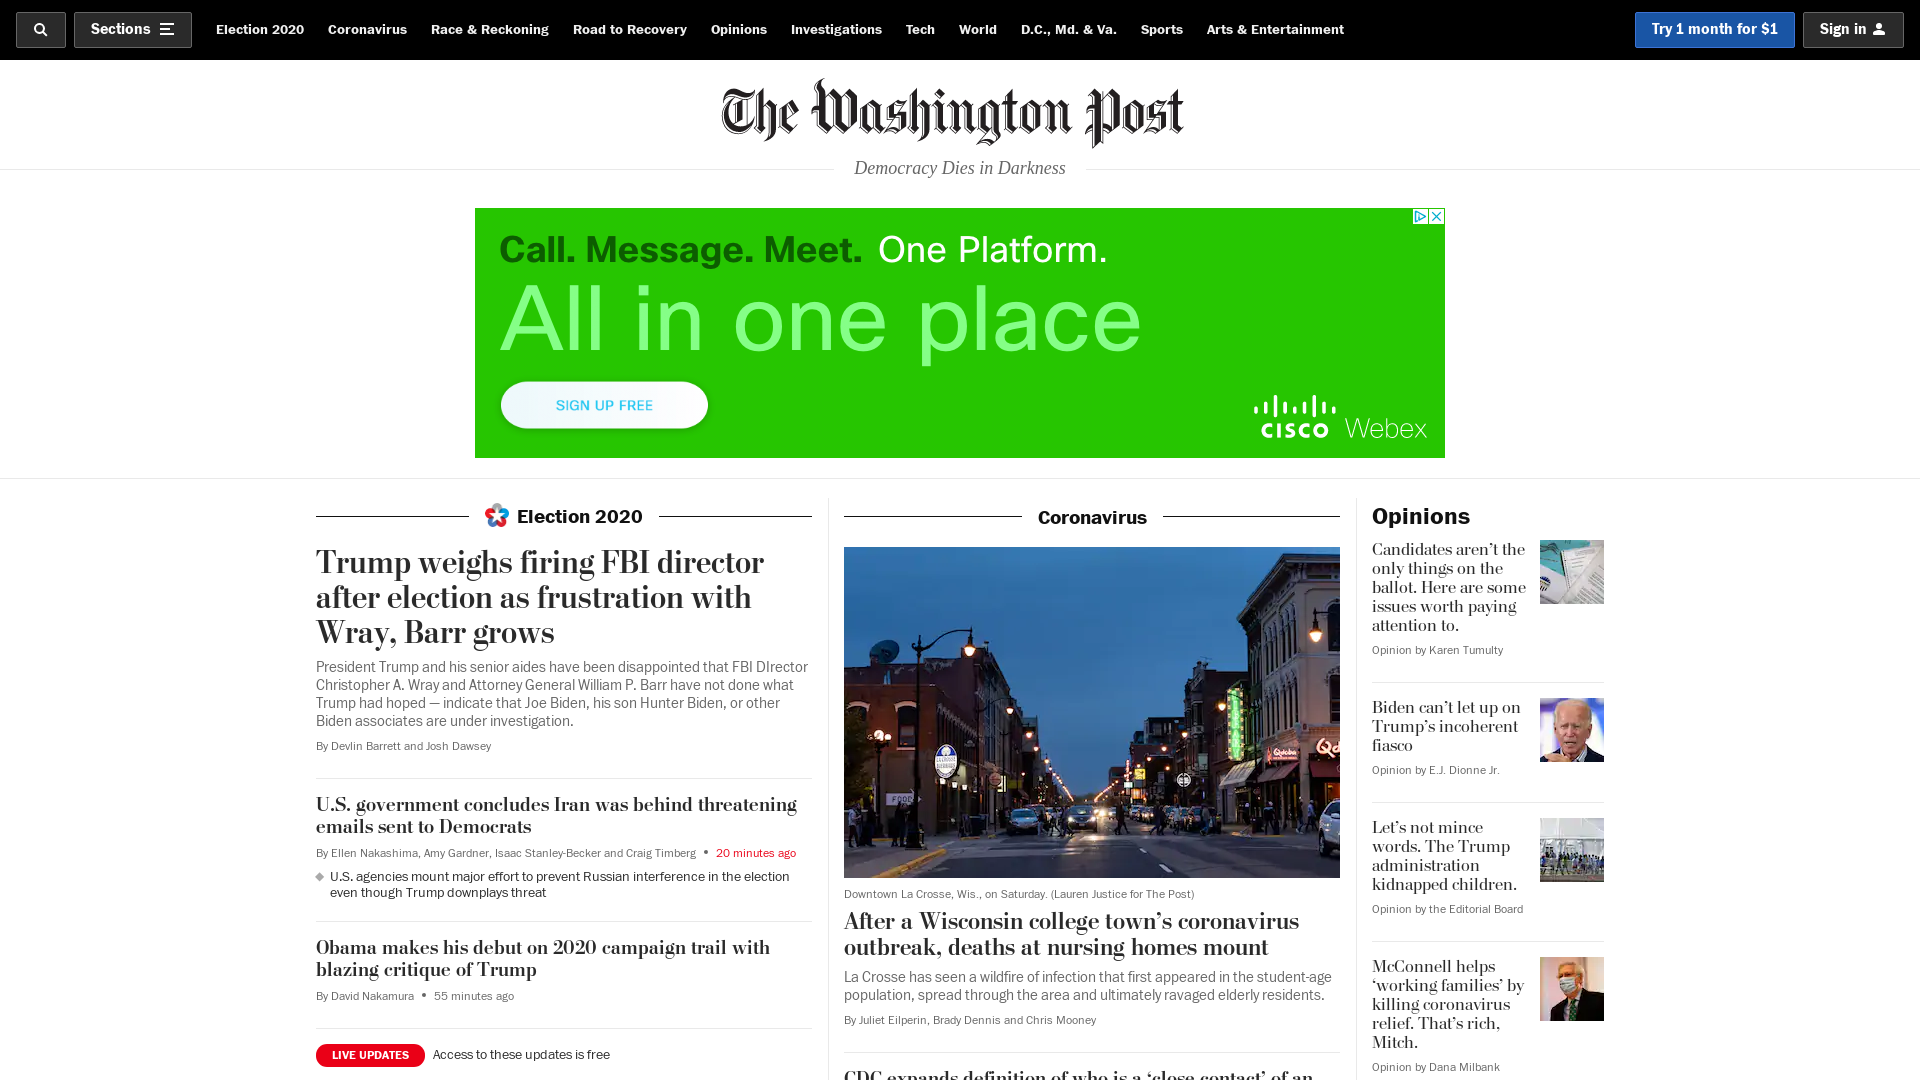 Sections
Election 2020
Coronavirus
Race & Reckoning
Road to Recovery
Opinions
Investigations
Tech
World
D.C., Md. & Va.
Sports
Arts & Entertainment
Try 1 month for $1
Sign in
The Washington Post
Democracy Dies in Darkness
Call. Message. Meet. One Platform.
All in one place
SIGN UP FREE
CISCO Webex
Election 2020
Trump weighs firing FBI director
after election as frustration with
Wray, Barr grows
President Trump and his senior aides have been disappointed that FBI DIrector
Christopher A. Wray and Attorney General William P. Barr have not done what
Trump had hoped — indicate that Joe Biden, his son Hunter Biden, or other
Biden associates are under investigation.
By Devlin Barrett and Josh Dawsey
U.S. government concludes Iran was behind threatening
emails sent to Democrats
By Ellen Nakashima, Amy Gardner, Isaac Stanley-Becker and Craig Timberg • 20 minutes ago
U.S. agencies mount major effort to prevent Russian interference in the election
even though Trump downplays threat
Obama makes his debut on 2020 campaign trail with
blazing critique of Trump
By David Nakamura • 55 minutes ago
LIVE UPDATES Access to these updates is free
Coronavirus
Downtown La Crosse, Wis., on Saturday. (Lauren Justice for The Post)
After a Wisconsin college town’s coronavirus
outbreak, deaths at nursing homes mount
La Crosse has seen a wildfire of infection that first appeared in the student-age
population, spread through the area and ultimately ravaged elderly residents.
By Juliet Eilperin, Brady Dennis and Chris Mooney
CDC expands definition of who is a ‘close contact’ of an
Opinions
Candidates aren’t the
only things on the
ballot. Here are some
issues worth paying
attention to.
Opinion by Karen Tumulty
Biden can’t let up on
Trump’s incoherent
fiasco
Opinion by E.J. Dionne Jr.
Let’s not mince
words. The Trump
administration
kidnapped children.
Opinion by the Editorial Board
McConnell helps
‘working families’ by
killing coronavirus
relief. That’s rich,
Mitch.
Opinion by Dana Milbank